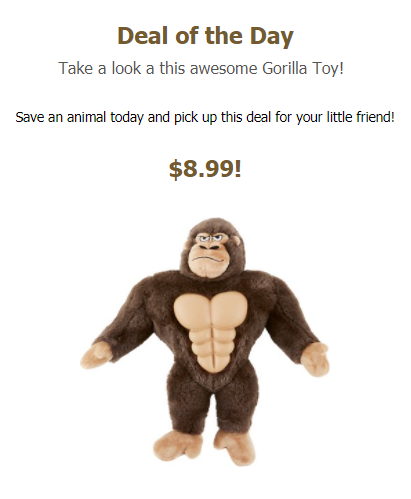 Deal of the Day
Take a look a this awesome Gorilla Toy!
Save an animal today and pick up this deal for your little friend!
$8.99!